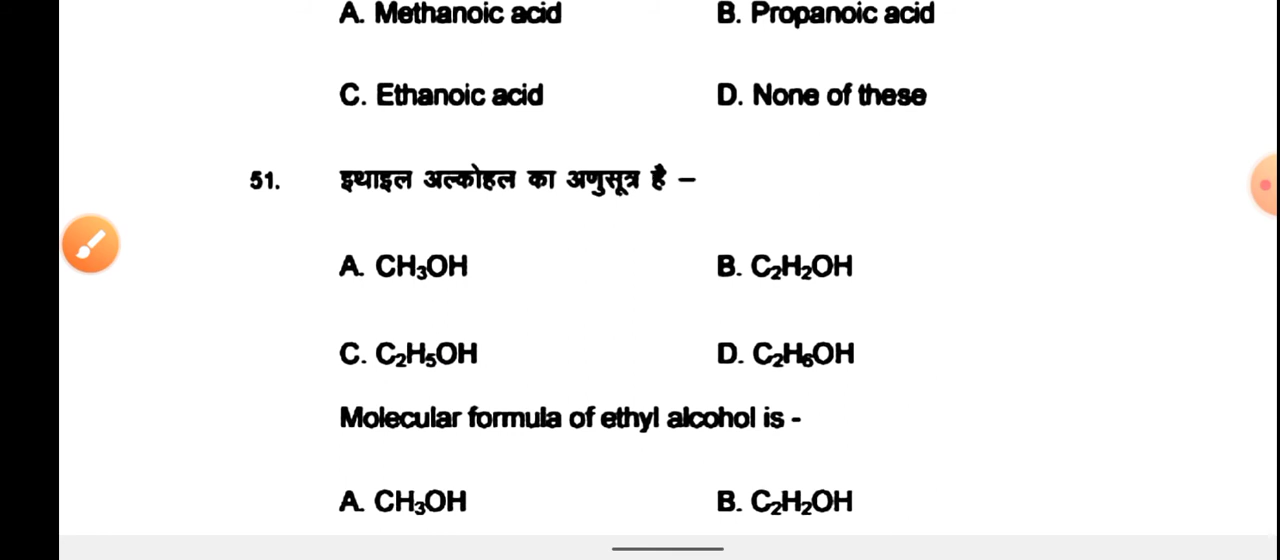 A. Methanoic acid B. Propanoic acid
C. Ethanoic acid D. None of these
51. इथाइल अल्कोहल का अणुसूत्र है –
A. CH₃OH B. C₂H₂OH
C. C₂H₅OH D. C₂H₆OH
Molecular formula of ethyl alcohol is -
A. CH₃OH B. C₂H₂OH